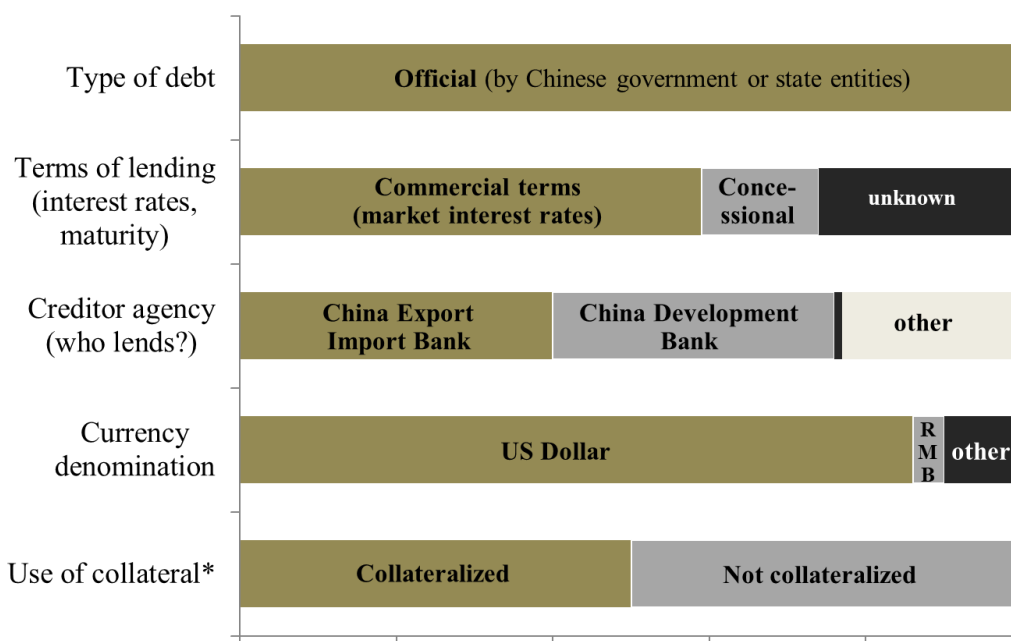 Type of debt
Official (by Chinese government or state entities)
Terms of lending
(interest rates,
maturity)
Commercial terms
(market interest rates)
Conce-
ssional
unknown
Creditor agency
(who lends?)
China Export
Import Bank
China Development
Bank
other
Currency
denomination
US Dollar
R
M
B
other
Use of collateral*
Collateralized
Not collateralized